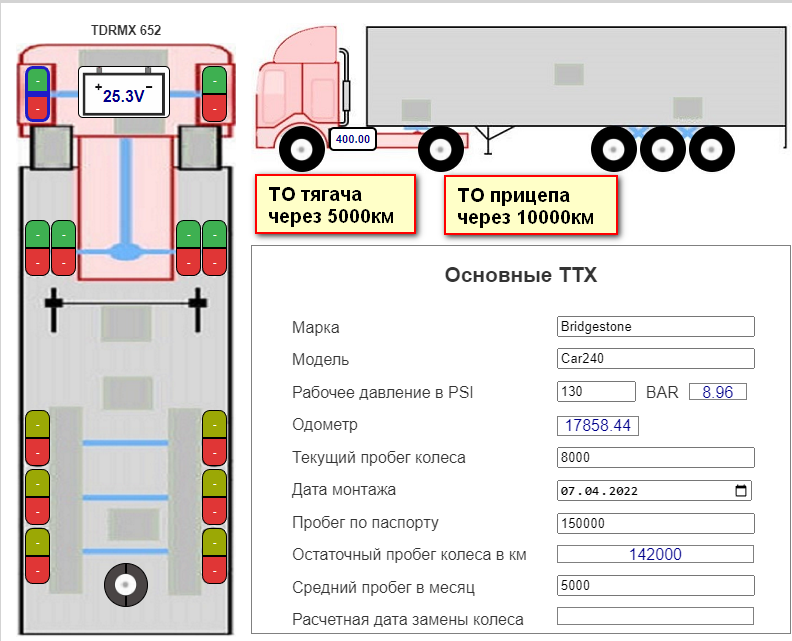 TDRMX 652
+ 25.3V −
400.00
ТО тягача
через 5000км
ТО прицепа
через 10000км
Основные ТТХ
Марка Bridgestone
Модель Car240
Рабочее давление в PSI 130 BAR 8.96
Одометр 17858.44
Текущий пробег колеса 8000
Дата монтажа 07.04.2022
Пробег по паспорту 150000
Остаточный пробег колеса в км 142000
Средний пробег в месяц 5000
Расчетная дата замены колеса